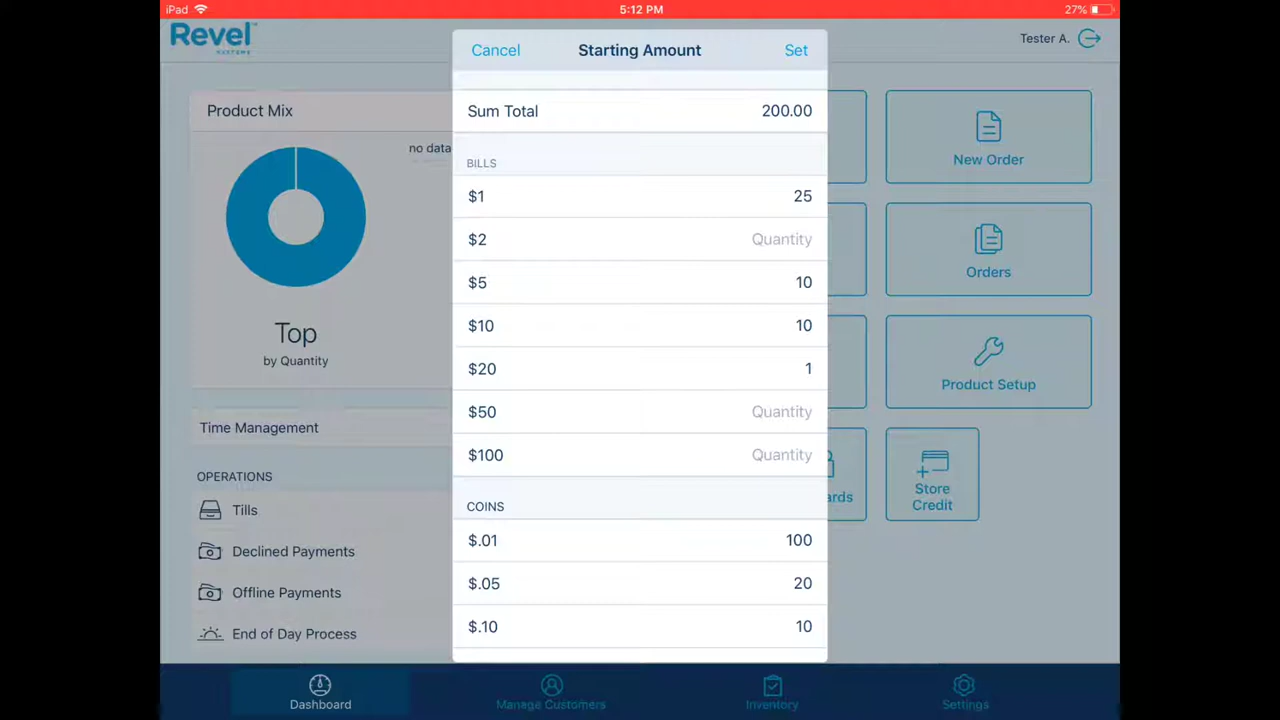 iPad
5:12 PM
27%
Revel
SYSTEMS
Tester A.
Cancel
Starting Amount
Set
Sum Total 200.00
BILLS
$1 25
$2 Quantity
$5 10
$10 10
$20 1
$50 Quantity
$100 Quantity
COINS
$.01 100
$.05 20
$.10 10
Product Mix
no data
Top
by Quantity
Time Management
OPERATIONS
Tills
Declined Payments
Offline Payments
End of Day Process
New Order
Orders
Product Setup
ards
Store
Credit
Dashboard
Manage Customers
Inventory
Settings